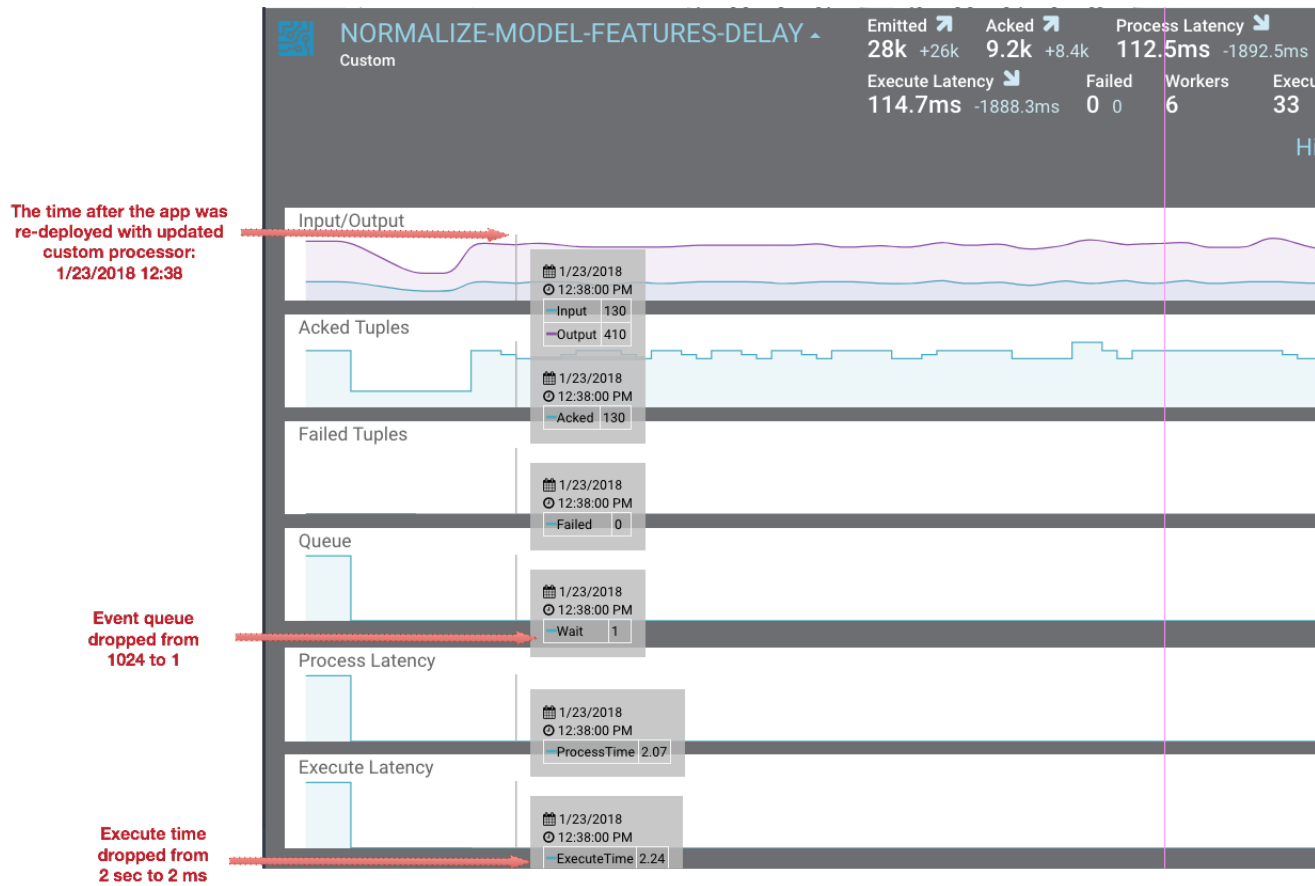 NORMALIZE-MODEL-FEATURES-DELAY
Custom
Emitted Acked Process Latency
28k +26k 9.2k +8.4k 112.5ms -1892.5ms
Execute Latency Failed Workers Execu
114.7ms -1888.3ms 0 0 6 33
Hi
The time after the app was
re-deployed with updated
custom processor:
1/23/2018 12:38
Input/Output
1/23/2018
12:38:00 PM
Input 130
Output 410
Acked Tuples
1/23/2018
12:38:00 PM
Acked 130
Failed Tuples
1/23/2018
12:38:00 PM
Failed 0
Queue
1/23/2018
12:38:00 PM
Wait 1
Event queue
dropped from
1024 to 1
Process Latency
1/23/2018
12:38:00 PM
ProcessTime 2.07
Execute Latency
1/23/2018
12:38:00 PM
ExecuteTime 2.24
Execute time
dropped from
2 sec to 2 ms